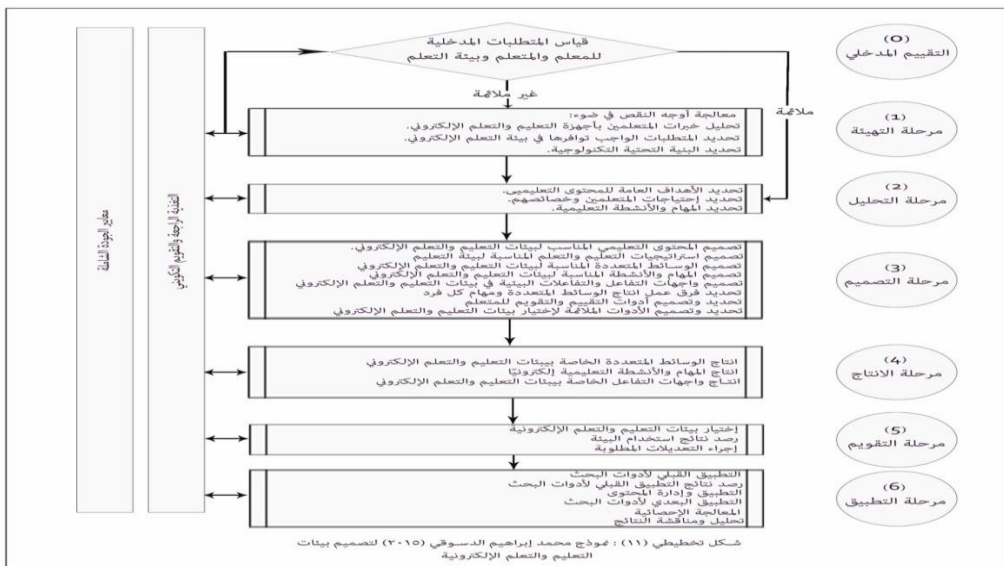 (0)
التقييم المدخلي
قياس المتطلبات المدخلية
للمعلم والمتعلم وبيئة التعلم
غير ملائمة
ملائمة
(1)
مرحلة التهيئة
معالجة أوجه النقص في ضوء:
تحليل خبرات المتعلمين بأجهزة التعليم والتعلم الإلكتروني.
تحديد المتطلبات الواجب توافرها في بيئة التعلم الإلكتروني.
تحديد البنية التحتية التكنولوجية.
(2)
مرحلة التحليل
تحديد الأهداف العامة للمحتوى التعليميى.
تحديد إحتياجات المتعلمين وخصائصهم.
تحديد المهام والأنشطة التعليمية.
(3)
مرحلة التصميم
تصميم المحتوى التعليمي المناسب لبيئات التعليم والتعلم الإلكتروني.
تصميم استراتيجيات التعليم والتعلم المناسبة لبيئة التعليم
تصميم الوسائط المتعددة المناسبة لبيئات التعليم والتعلم الإلكتروني
تصميم المهام والأنشطة المناسبة لبيئات التعليم والتعلم الإلكتروني
تصميم واجهات التفاعل والتفاعلات البينية في بيئات التعليم والتعلم الإلكتروني
تحديد فرق عمل انتاج الوسائط المتعددة ومهام كل فرد
تحديد وتصميم أدوات التقييم والتقويم للمتعلم
تحديد وتصميم الأدوات الملائمة لإختيار بيئات التعليم والتعلم الإلكتروني
(4)
مرحلة الانتاج
انتاج الوسائط المتعددة الخاصة ببيئات التعليم والتعلم الإلكتروني
انتاج المهام والأنشطة التعليمية إلكترونيًا
انتاج واجهات التفاعل الخاصة ببيئات التعليم والتعلم الإلكتروني
(5)
مرحلة التقويم
إختيار بيئات التعليم والتعلم الإلكترونية
رصد نتائج استخدام البيئة
إجراء التعديلات المطلوبة
(6)
مرحلة التطبيق
التطبيق القبلي لأدوات البحث
رصد نتائج التطبيق القبلي لأدوات البحث
التطبيق وإدارة المحتوى
التطبيق البعدي لأدوات البحث
المعالجة الإحصائية
تحليل ومناقشة النتائج
التغذية الراجعة والتقويم التكويني
معايير الجودة الشاملة
شكل تخطيطي (١١) : نموذج محمد إبراهيم الدسوقي (٢٠١٥) لتصميم بيئات
التعليم والتعلم الإلكترونية